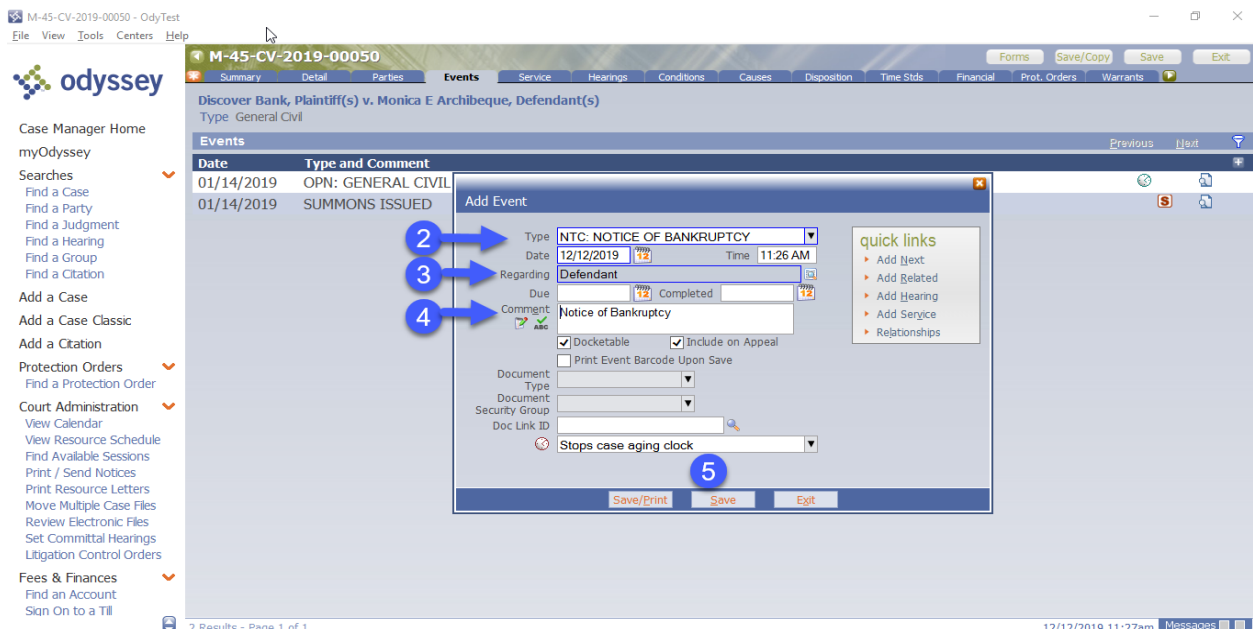 M-45-CV-2019-00050 - OdyTest
File View Tools Centers Help
odyssey
M-45-CV-2019-00050
Forms Save/Copy Save Exit
Summary Detail Parties Events Service Hearings Conditions Causes Disposition Time Stds Financial Prot. Orders Warrants
Discover Bank, Plaintiff(s) v. Monica E Archibeque, Defendant(s)
Type General Civil
Events Previous Next
Date Type and Comment
01/14/2019 OPN: GENERAL CIVIL
01/14/2019 SUMMONS ISSUED S
Case Manager Home
myOdyssey
Searches
Find a Case
Find a Party
Find a Judgment
Find a Hearing
Find a Group
Find a Citation
Add a Case
Add a Case Classic
Add a Citation
Protection Orders
Find a Protection Order
Court Administration
View Calendar
View Resource Schedule
Find Available Sessions
Print / Send Notices
Print Resource Letters
Move Multiple Case Files
Review Electronic Files
Set Committal Hearings
Litigation Control Orders
Fees & Finances
Find an Account
Sign On to a Till
Add Event
2 Type NTC: NOTICE OF BANKRUPTCY
Date 12/12/2019 12 Time 11:26 AM
3 Regarding Defendant
Due 12 Completed 12
4 Comment Notice of Bankruptcy
ABC
Docketable Include on Appeal
Print Event Barcode Upon Save
Document Type
Document Security Group
Doc Link ID
Stops case aging clock
5
Save/Print Save Exit
quick links
Add Next
Add Related
Add Hearing
Add Service
Relationships
2 Results - Page 1 of 1 12/12/2019 11:27am Messages